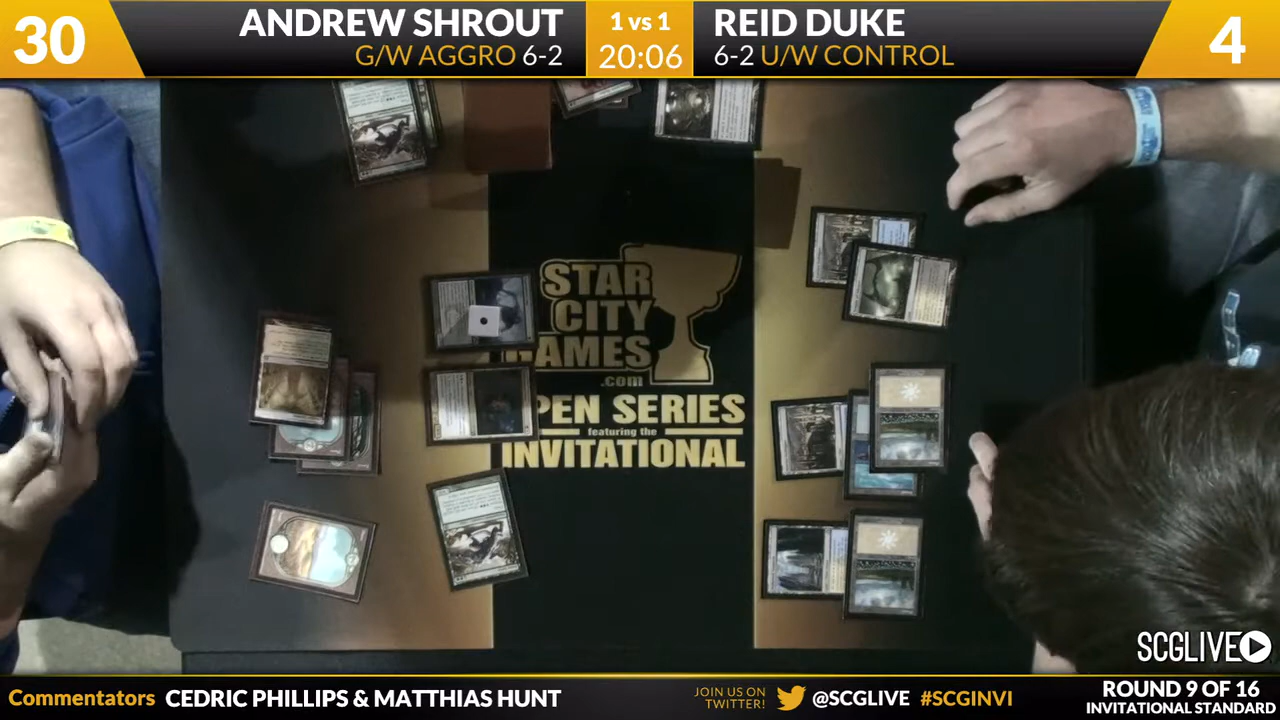 30
ANDREW SHROUT
G/W AGGRO 6-2
1 vs 1
20:06
REID DUKE
6-2 U/W CONTROL
4
STAR
CITY
GAMES
.com
OPEN SERIES
featuring the
INVITATIONAL
SCGLIVE
Commentators CEDRIC PHILLIPS & MATTHIAS HUNT
JOIN US ON
TWITTER!
@SCGLIVE #SCGINVI
ROUND 9 OF 16
INVITATIONAL STANDARD